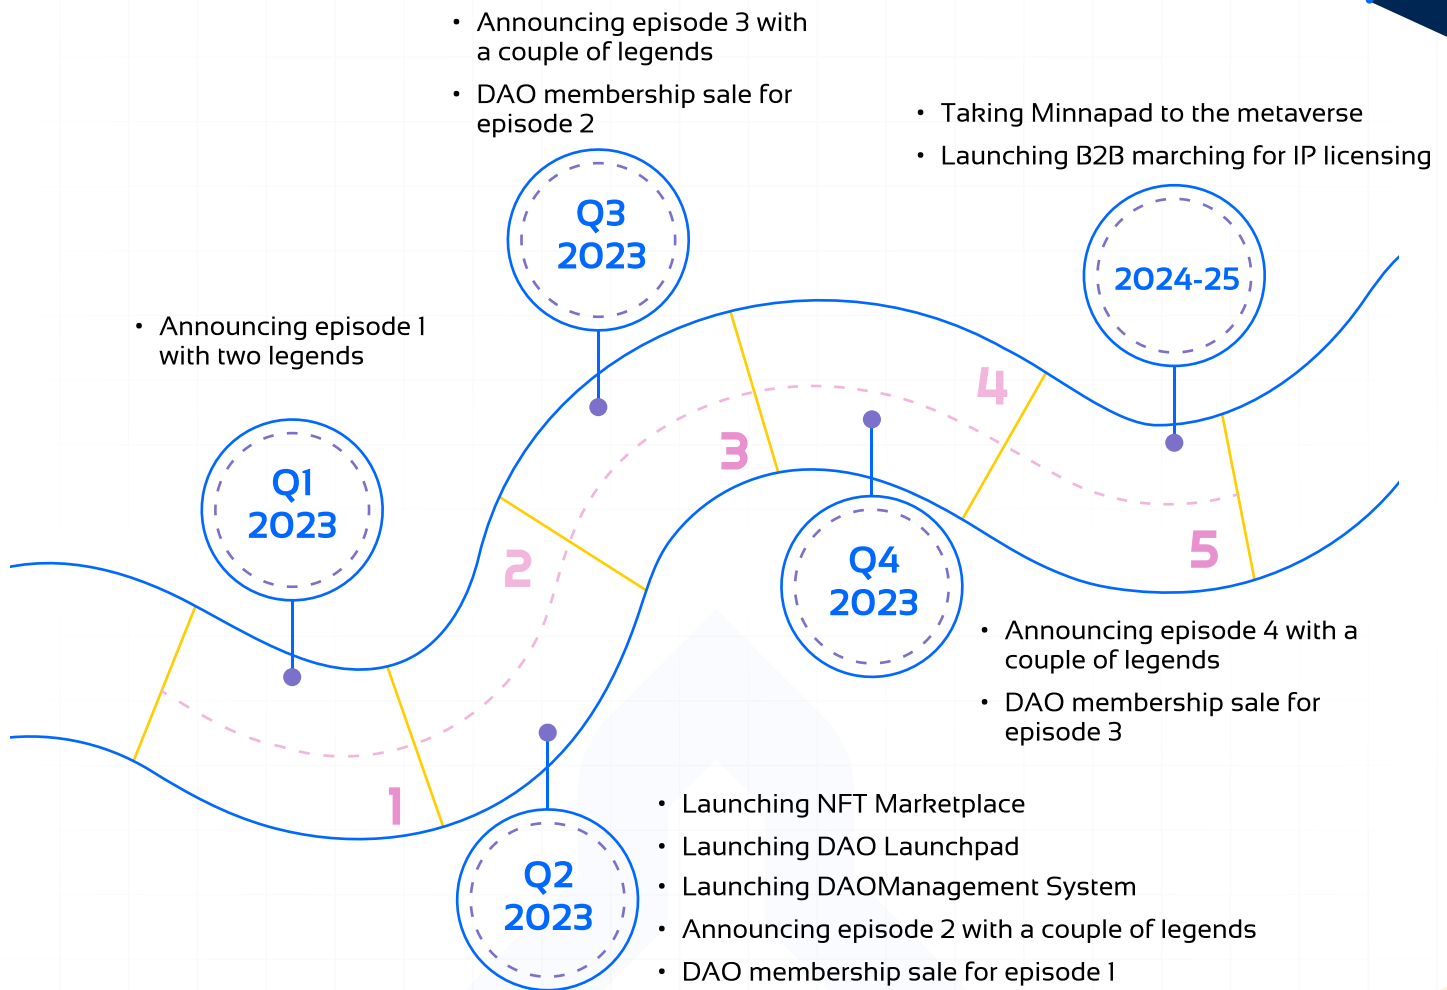 • Announcing episode 3 with
a couple of legends
• DAO membership sale for
episode 2
• Taking Minnapad to the metaverse
• Launching B2B marching for IP licensing
Q3
2023
2024-25
• Announcing episode 1
with two legends
4
3
Q1
2023
2
5
Q4
2023
• Announcing episode 4 with a
couple of legends
• DAO membership sale for
episode 3
1
Q2
2023
• Launching NFT Marketplace
• Launching DAO Launchpad
• Launching DAOManagement System
• Announcing episode 2 with a couple of legends
• DAO membership sale for episode 1